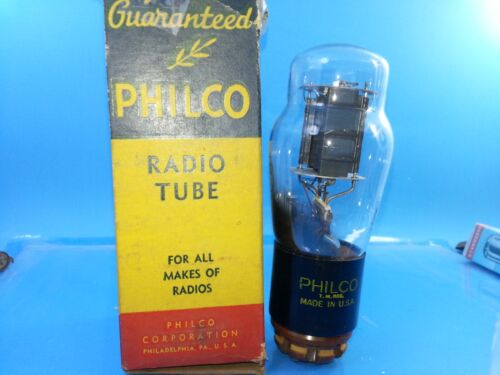 Guaranteed
PHILCO
RADIO
TUBE
FOR ALL
MAKES OF
RADIOS
PHILCO
CORPORATION
PHILADELPHIA, PA., U. S. A.
PHILCO
T. M. REG.
MADE IN U.S.A.